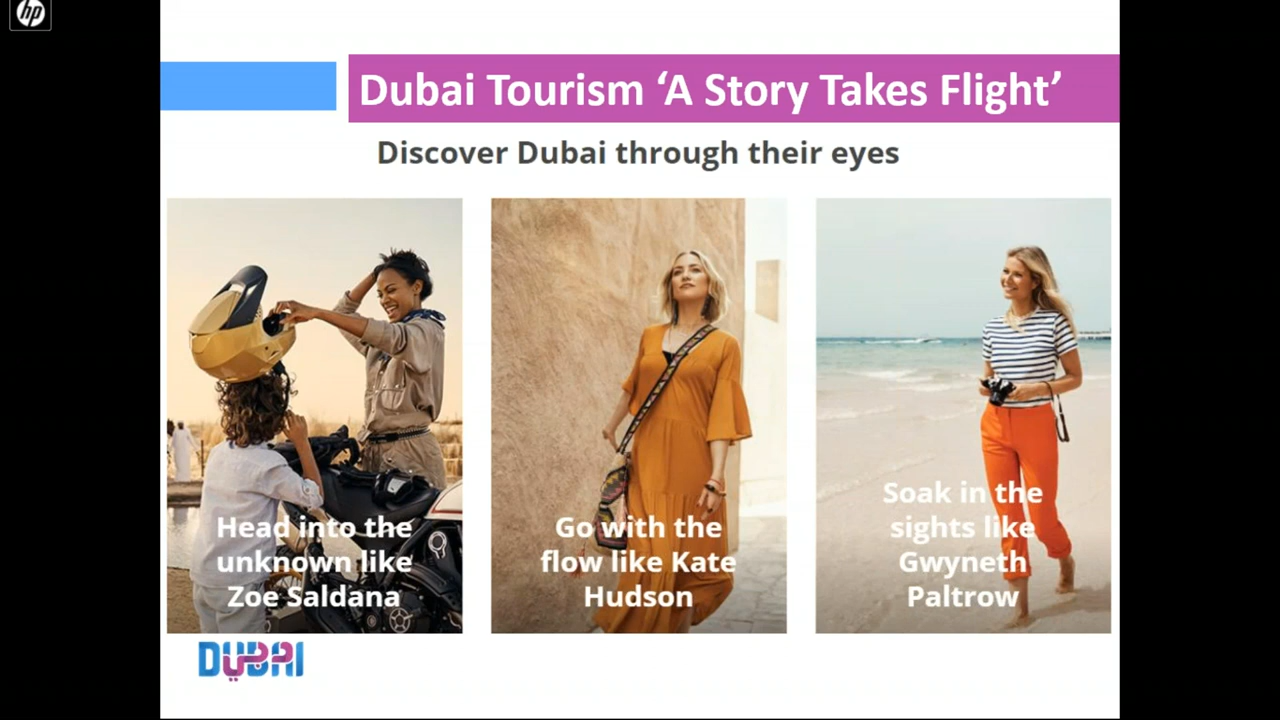 hp
Dubai Tourism ‘A Story Takes Flight’
Discover Dubai through their eyes
Head into the
unknown like
Zoe Saldana
Go with the
flow like Kate
Hudson
Soak in the
sights like
Gwyneth
Paltrow
DUBAI